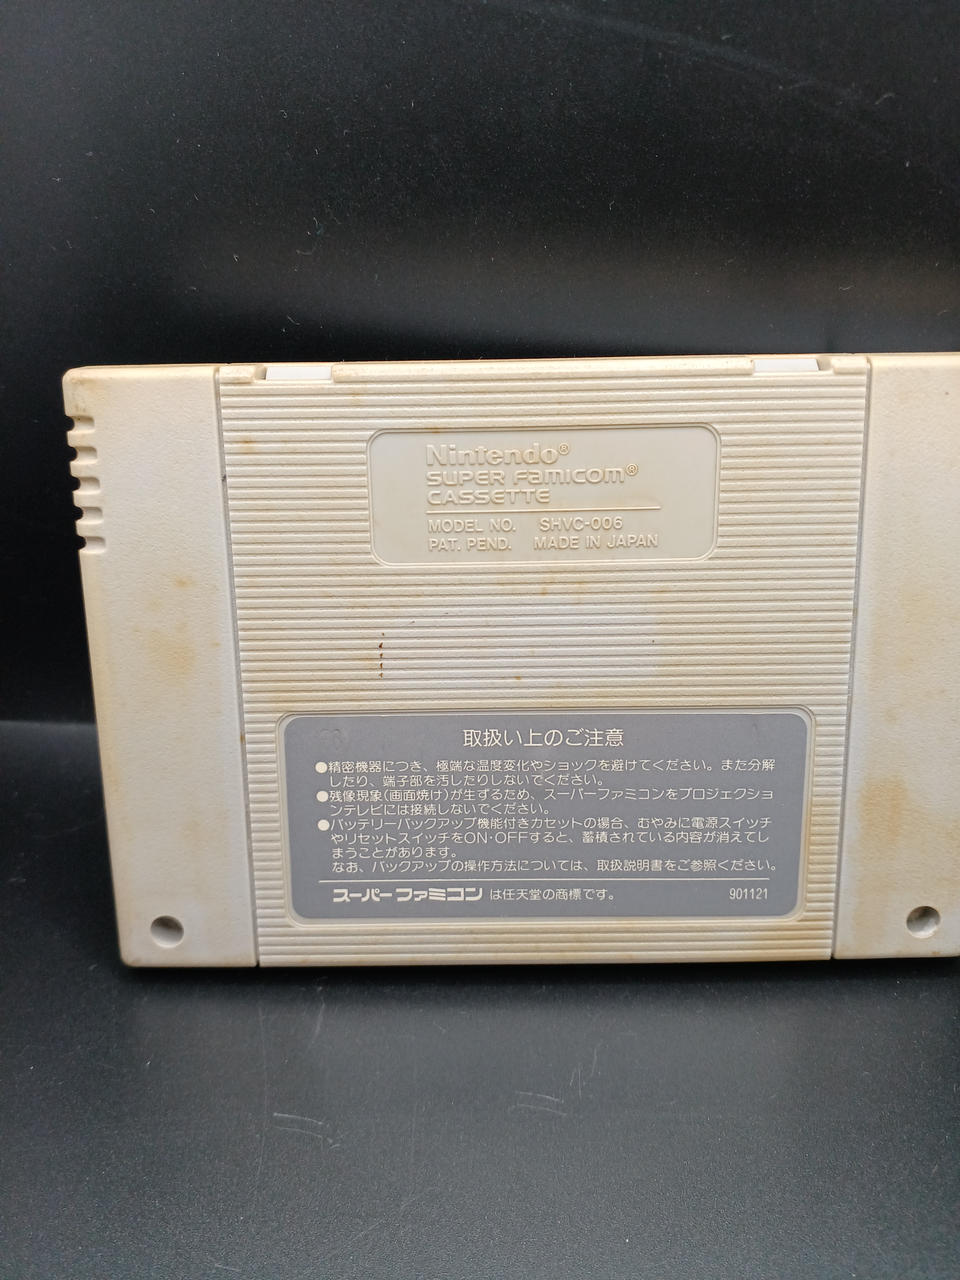 Nintendo®
SUPER FAMICOM®
CASSETTE
MODEL NO. SHVC-006
PAT. PEND. MADE IN JAPAN
取扱い上のご注意
●精密機器につき、極端な温度変化やショックを避けてください。また分解
したり、端子部を汚したりしないでください。
●残像現象(画面焼け)が生ずるため、スーパーファミコンをプロジェクショ
ンテレビには接続しないでください。
●バッテリーバックアップ機能付きカセットの場合、むやみに電源スイッチ
やリセットスイッチをON・OFFすると、蓄積されている内容が消えてし
まうことがあります。
なお、バックアップの操作方法については、取扱説明書をご参照ください。
スーパーファミコン は任天堂の商標です。 901121